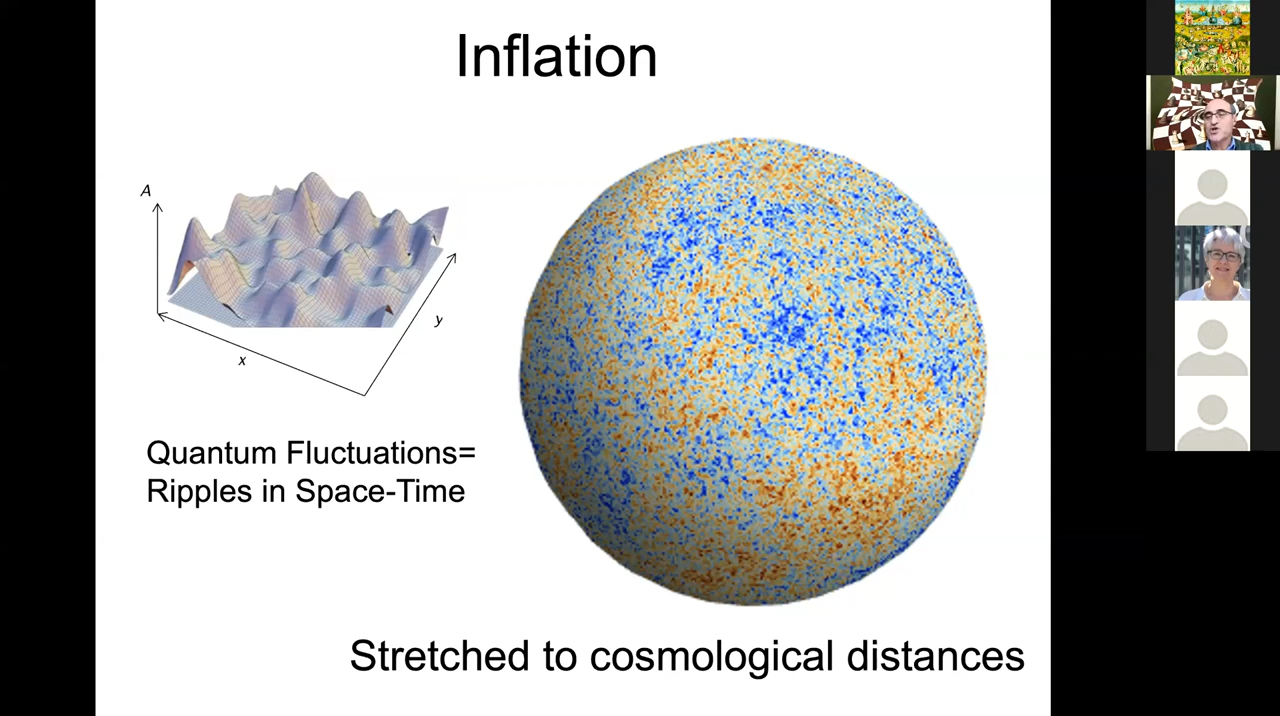 Inflation
A
x
y
Quantum Fluctuations=
Ripples in Space-Time
Stretched to cosmological distances